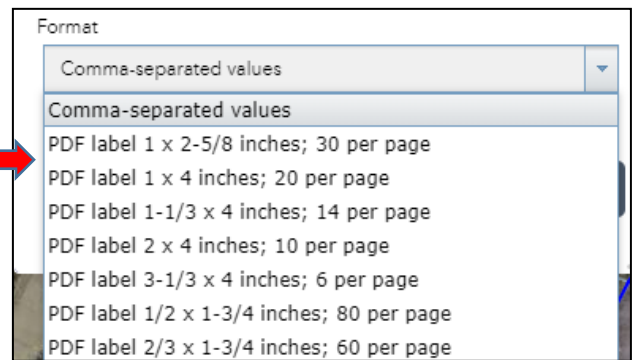 Format
Comma-separated values
Comma-separated values
PDF label 1 x 2-5/8 inches; 30 per page
PDF label 1 x 4 inches; 20 per page
PDF label 1-1/3 x 4 inches; 14 per page
PDF label 2 x 4 inches; 10 per page
PDF label 3-1/3 x 4 inches; 6 per page
PDF label 1/2 x 1-3/4 inches; 80 per page
PDF label 2/3 x 1-3/4 inches; 60 per page